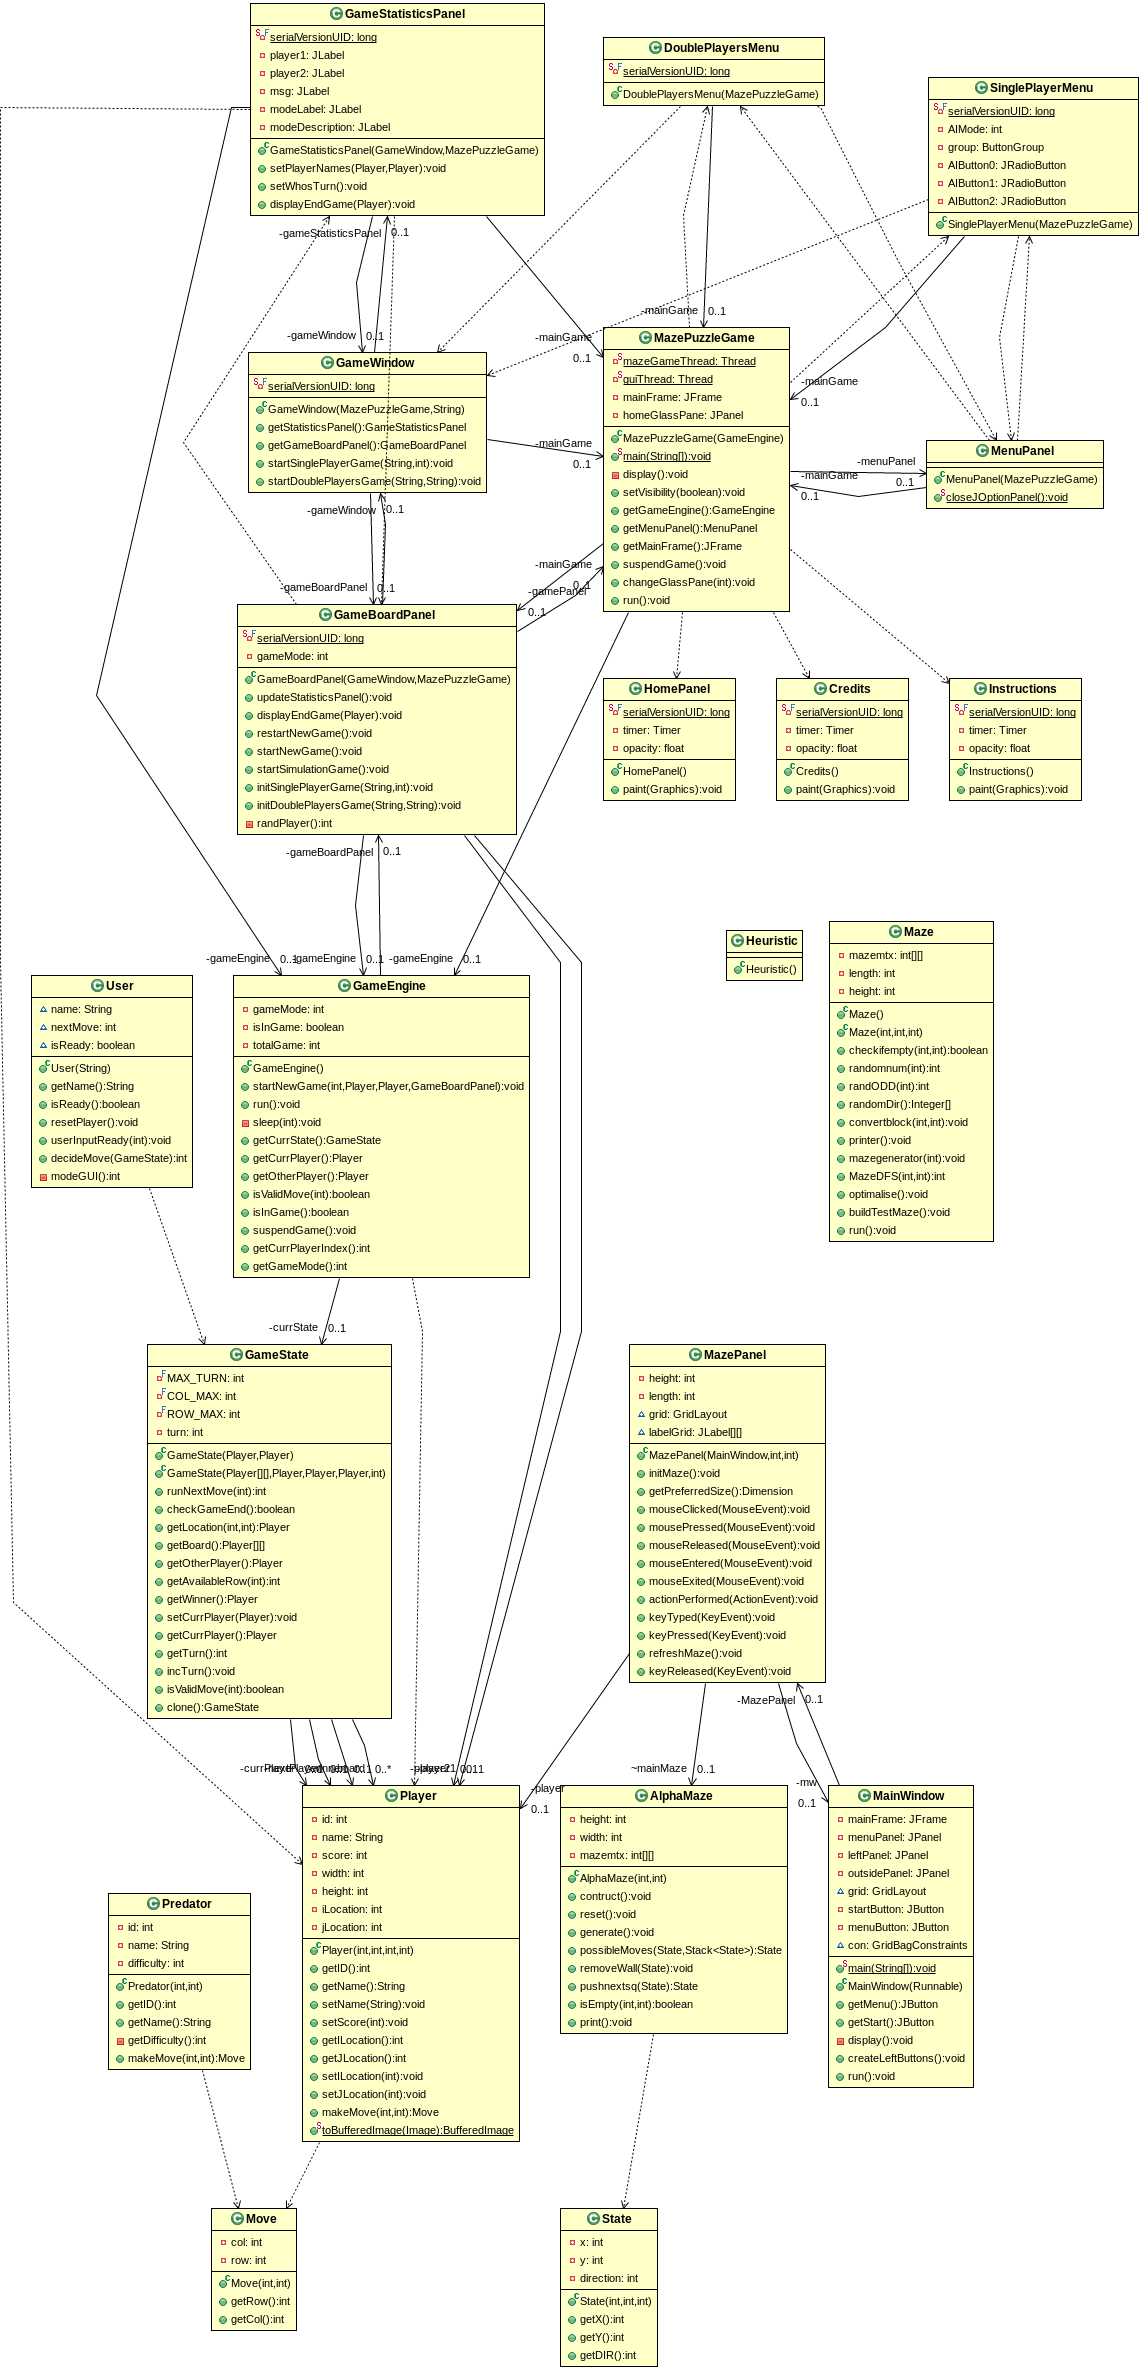 GameStatisticsPanel
serialVersionUID: long
player1: JLabel
player2: JLabel
msg: JLabel
modeLabel: JLabel
modeDescription: JLabel
GameStatisticsPanel(GameWindow,MazePuzzleGame)
setPlayerNames(Player,Player):void
setWhosTurn():void
displayEndGame(Player):void
DoublePlayersMenu
serialVersionUID: long
DoublePlayersMenu(MazePuzzleGame)
SinglePlayerMenu
serialVersionUID: long
AIMode: int
group: ButtonGroup
AIButton0: JRadioButton
AIButton1: JRadioButton
AIButton2: JRadioButton
SinglePlayerMenu(MazePuzzleGame)
-gameStatisticsPanel
0..1
-gameWindow
0..1
-mainGame
0..1
-mainGame
0..1
-mainGame
0..1
GameWindow
serialVersionUID: long
GameWindow(MazePuzzleGame,String)
getStatisticsPanel():GameStatisticsPanel
getGameBoardPanel():GameBoardPanel
startSinglePlayerGame(String,int):void
startDoublePlayersGame(String,String):void
-mainGame
0..1
MazePuzzleGame
mazeGameThread: Thread
guiThread: Thread
mainFrame: JFrame
homeGlassPane: JPanel
MazePuzzleGame(GameEngine)
main(String[]):void
display():void
setVisibility(boolean):void
getGameEngine():GameEngine
getMenuPanel():MenuPanel
getMainFrame():JFrame
suspendGame():void
changeGlassPane(int):void
run():void
-menuPanel
0..1
-mainGame
0..1
MenuPanel
MenuPanel(MazePuzzleGame)
closeJOptionPanel():void
-gameWindow
0..1
-gameBoardPanel
0..1
-mainGame
0..1
-gamePanel
0..1
GameBoardPanel
serialVersionUID: long
gameMode: int
GameBoardPanel(GameWindow,MazePuzzleGame)
updateStatisticsPanel():void
displayEndGame(Player):void
restartNewGame():void
startNewGame():void
startSimulationGame():void
initSinglePlayerGame(String,int):void
initDoublePlayersGame(String,String):void
randPlayer():int
HomePanel
serialVersionUID: long
timer: Timer
opacity: float
HomePanel()
paint(Graphics):void
Credits
serialVersionUID: long
timer: Timer
opacity: float
Credits()
paint(Graphics):void
Instructions
serialVersionUID: long
timer: Timer
opacity: float
Instructions()
paint(Graphics):void
-gameBoardPanel
0..1
-gameEngine
0..1
-gameEngine
0..1
-gameEngine
0..1
Heuristic
Heuristic()
Maze
mazemtx: int[][]
length: int
height: int
Maze()
Maze(int,int,int)
checkifempty(int,int):boolean
randomnum(int):int
randODD(int):int
randomDir():Integer[]
convertblock(int,int):void
printer():void
mazegenerator(int):void
MazeDFS(int,int):int
optimalise():void
buildTestMaze():void
run():void
User
name: String
nextMove: int
isReady: boolean
User(String)
getName():String
isReady():boolean
resetPlayer():void
userInputReady(int):void
decideMove(GameState):int
modeGUI():int
GameEngine
gameMode: int
isInGame: boolean
totalGame: int
GameEngine()
startNewGame(int,Player,Player,GameBoardPanel):void
run():void
sleep(int):void
getCurrState():GameState
getCurrPlayer():Player
getOtherPlayer():Player
isValidMove(int):boolean
isInGame():boolean
suspendGame():void
getCurrPlayerIndex():int
getGameMode():int
-currState
0..1
GameState
MAX_TURN: int
COL_MAX: int
ROW_MAX: int
turn: int
GameState(Player,Player)
GameState(Player[][],Player,Player,Player,int)
runNextMove(int):int
checkGameEnd():boolean
getLocation(int,int):Player
getBoard():Player[][]
getOtherPlayer():Player
getAvailableRow(int):int
getWinner():Player
setCurrPlayer(Player):void
getCurrPlayer():Player
getTurn():int
incTurn():void
isValidMove(int):boolean
clone():GameState
MazePanel
height: int
length: int
grid: GridLayout
labelGrid: JLabel[][]
MazePanel(MainWindow,int,int)
initMaze():void
getPreferredSize():Dimension
mouseClicked(MouseEvent):void
mousePressed(MouseEvent):void
mouseReleased(MouseEvent):void
mouseEntered(MouseEvent):void
mouseExited(MouseEvent):void
actionPerformed(ActionEvent):void
keyTyped(KeyEvent):void
keyPressed(KeyEvent):void
refreshMaze():void
keyReleased(KeyEvent):void
-MazePanel
0..1
0..*
~mainMaze
0..1
-player
0..1
-mw
0..1
Player
id: int
name: String
score: int
width: int
height: int
iLocation: int
jLocation: int
Player(int,int,int,int)
getID():int
getName():String
setName(String):void
setScore(int):void
getILocation():int
getJLocation():int
setILocation(int):void
setJLocation(int):void
makeMove(int,int):Move
toBufferedImage(Image):BufferedImage
AlphaMaze
height: int
width: int
mazemtx: int[][]
AlphaMaze(int,int)
contruct():void
reset():void
generate():void
possibleMoves(State,Stack<State>):State
removeWall(State):void
pushnextsq(State):State
isEmpty(int,int):boolean
print():void
MainWindow
mainFrame: JFrame
menuPanel: JPanel
leftPanel: JPanel
outsidePanel: JPanel
grid: GridLayout
startButton: JButton
menuButton: JButton
con: GridBagConstraints
main(String[]):void
MainWindow(Runnable)
getMenu():JButton
getStart():JButton
display():void
createLeftButtons():void
run():void
Predator
id: int
name: String
difficulty: int
Predator(int,int)
getID():int
getName():String
getDifficulty():int
makeMove(int,int):Move
Move
col: int
row: int
Move(int,int)
getRow():int
getCol():int
State
x: int
y: int
direction: int
State(int,int,int)
getX():int
getY():int
getDIR():int